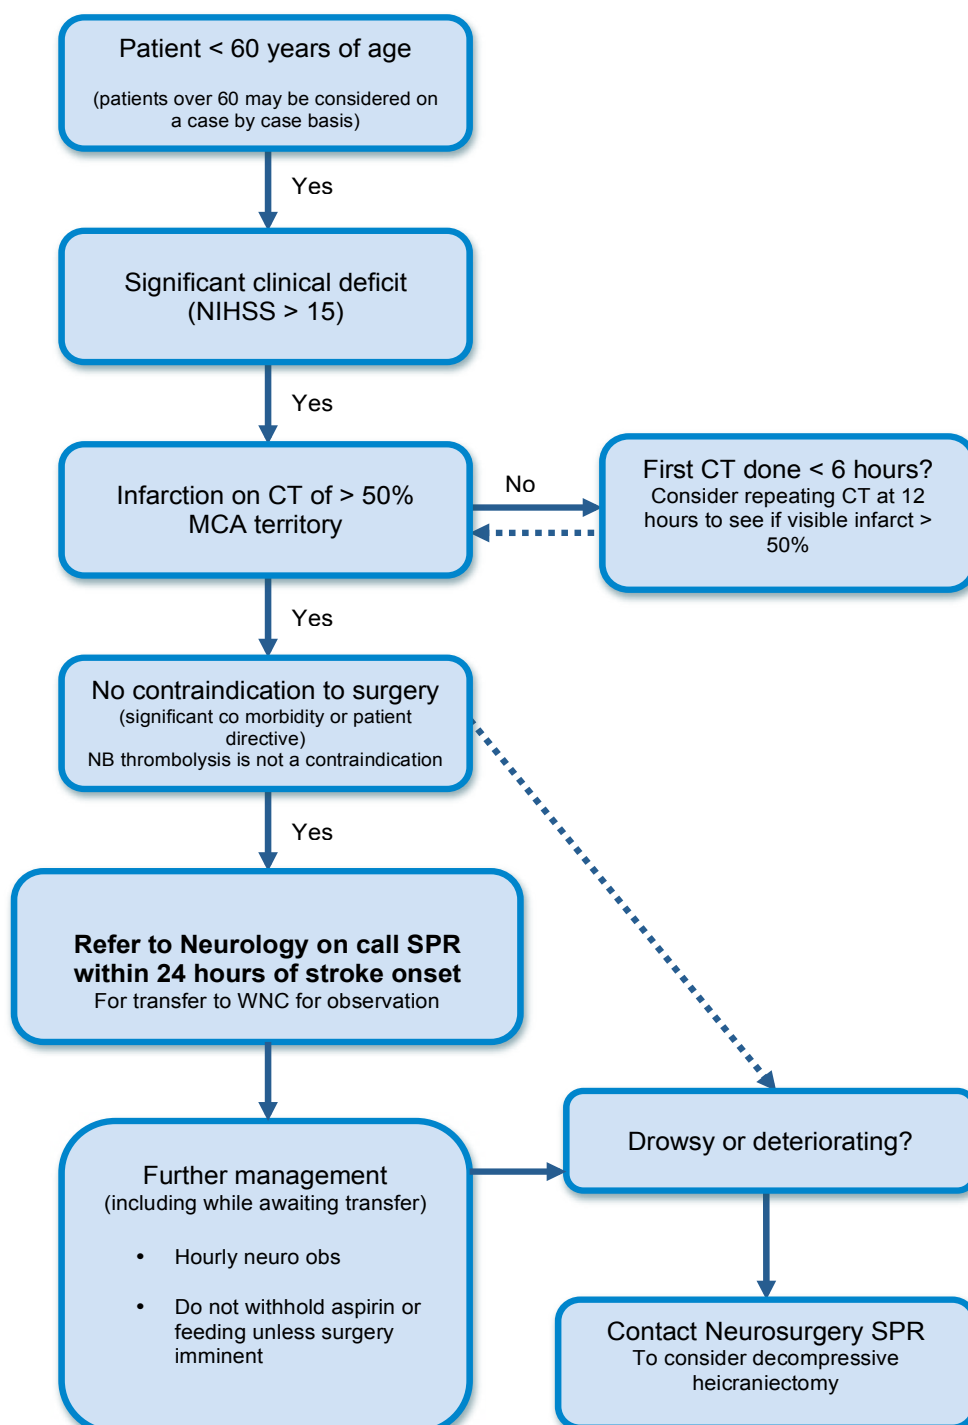 Patient < 60 years of age
(patients over 60 may be considered on
a case by case basis)
Yes
Significant clinical deficit
(NIHSS > 15)
Yes
Infarction on CT of > 50%
MCA territory
No
First CT done < 6 hours?
Consider repeating CT at 12
hours to see if visible infarct >
50%
Yes
No contraindication to surgery
(significant co morbidity or patient
directive)
NB thrombolysis is not a contraindication
Yes
Refer to Neurology on call SPR
within 24 hours of stroke onset
For transfer to WNC for observation
Further management
(including while awaiting transfer)
• Hourly neuro obs
• Do not withhold aspirin or
feeding unless surgery
imminent
Drowsy or deteriorating?
Contact Neurosurgery SPR
To consider decompressive
heicraniectomy